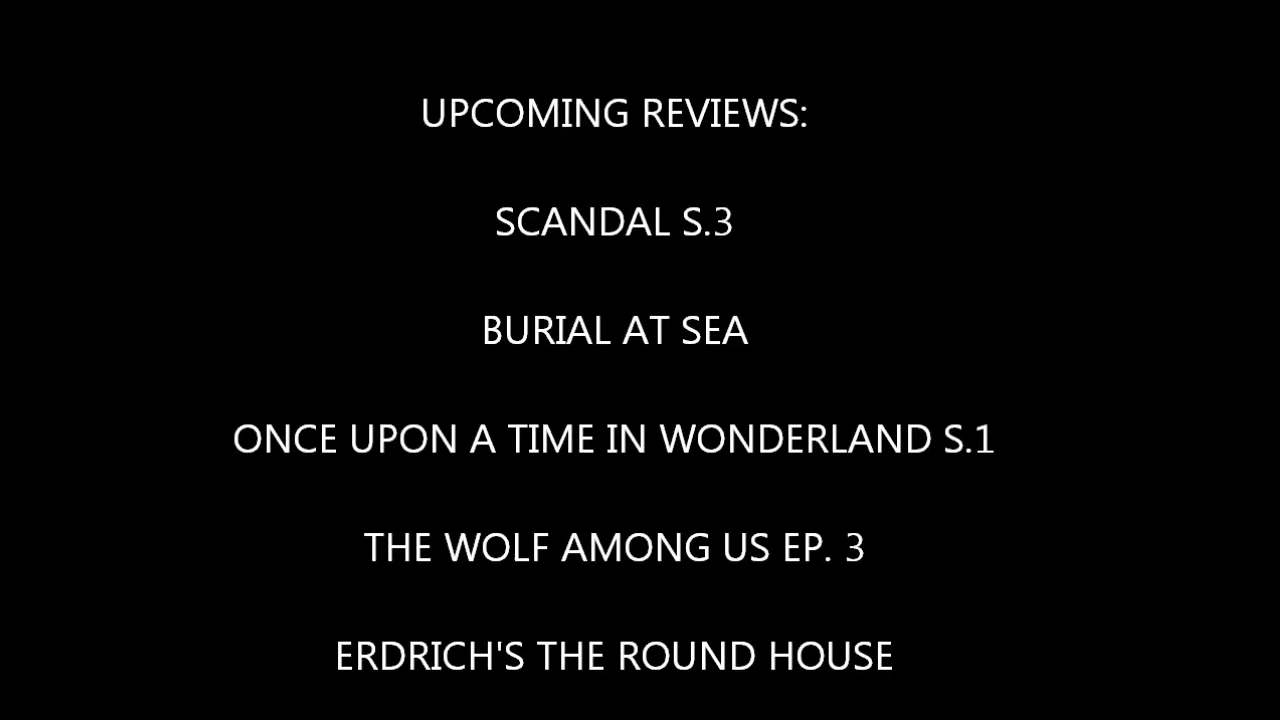 UPCOMING REVIEWS:
SCANDAL S.3
BURIAL AT SEA
ONCE UPON A TIME IN WONDERLAND S.1
THE WOLF AMONG US EP. 3
ERDRICH'S THE ROUND HOUSE